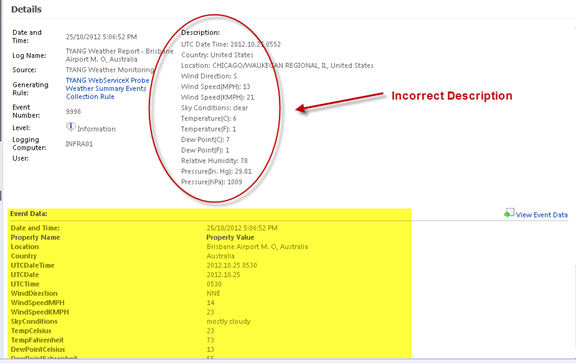 Details
Date and Time: 25/10/2012 5:06:52 PM
Log Name: TYANG Weather Report - Brisbane Airport M. O, Australia
Source: TYANG Weather Monitoring
Generating Rule: TYANG WebServiceX Probe Weather Summary Events Collection Rule
Event Number: 9998
Level: Information
Logging Computer: INFRA01
User:
Description:
UTC Date Time: 2012.10.25 0552
Country: United States
Location: CHICAGO/WAUKEGAN REGIONAL, IL, United States
Wind Direction: S
Wind Speed(MPH): 13
Wind Speed(KMPH): 21
Sky Conditions: clear
Temperature(C): 6
Temperature(F): 1
Dew Point(C): 7
Dew Point(F): 1
Relative Humidity: 78
Pressure(In. Hg): 29.81
Pressure(hPa): 1009
Incorrect Description
Event Data:
View Event Data
Date and Time: 25/10/2012 5:06:52 PM
Property Name Property Value
Location Brisbane Airport M. O, Australia
Country Australia
UTCDateTime 2012.10.25 0530
UTCDate 2012.10.25
UTCTime 0530
WindDirection NNE
WindSpeedMPH 14
WindSpeedKMPH 23
SkyConditions mostly cloudy
TempCelsius 23
TempFahrenheit 73
DewPointCelsius 13
DewPointFahrenheit 55